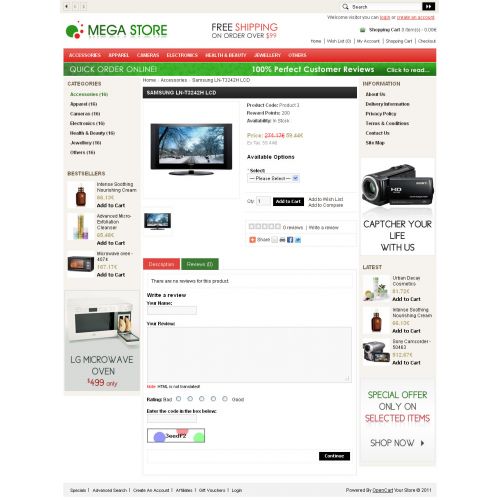 Search
Welcome visitor you can login or create an account.
MEGA STORE
FREE SHIPPING
ON ORDER OVER $99
Shopping Cart 0 item(s) - 0.00€
Home | Wish List (0) | My Account | Shopping Cart | Checkout
ACCESSORIES APPAREL CAMERAS ELECTRONICS HEALTH & BEAUTY JEWELLERY OTHERS
QUICK ORDER ONLINE! 100% Perfect Customer Reviews Click to read...
CATEGORIES
Accessories (16)
Apparel (16)
Cameras (16)
Electronics (16)
Health & Beauty (16)
Jewellery (16)
Others (16)
BESTSELLERS
Intense Soothing Nourishing Cream
66.13€
Add to Cart
Advanced Micro-Exfoliation Cleanser
65.48€
Add to Cart
Microwave oven - 467x
187.17€
Add to Cart
LG MICROWAVE
OVEN
$499 only
Home Accessories Samsung LN-T3242H LCD
SAMSUNG LN-T3242H LCD
Product Code: Product 3
Reward Points: 200
Availability: In Stock
Price: 59.44€
Ex Tax: 59.44€
Available Options
* Select:
--- Please Select ---
Qty: 1 Add to Cart
Add to Wish List
Add to Compare
0 reviews | Write a review
Share
Description Reviews (0)
There are no reviews for this product.
Write a review
Your Name:
Your Review:
Note: HTML is not translated!
Rating: Bad Good
Enter the code in the box below:
Continue
INFORMATION
About Us
Delivery Information
Privacy Policy
Terms & Conditions
Contact Us
Site Map
HD
CAPTCHER YOUR
LIFE
WITH US
LATEST
Urban Decay Cosmetics
81.72€
Add to Cart
Intense Soothing Nourishing Cream
66.13€
Add to Cart
Sony Camcorder - 50463
912.67€
Add to Cart
SPECIAL OFFER
ONLY ON
SELECTED ITEMS
SHOP NOW
Specials | Advanced Search | Create An Account | Affiliates | Gift Vouchers | Login
Powered By OpenCart Your Store © 2011